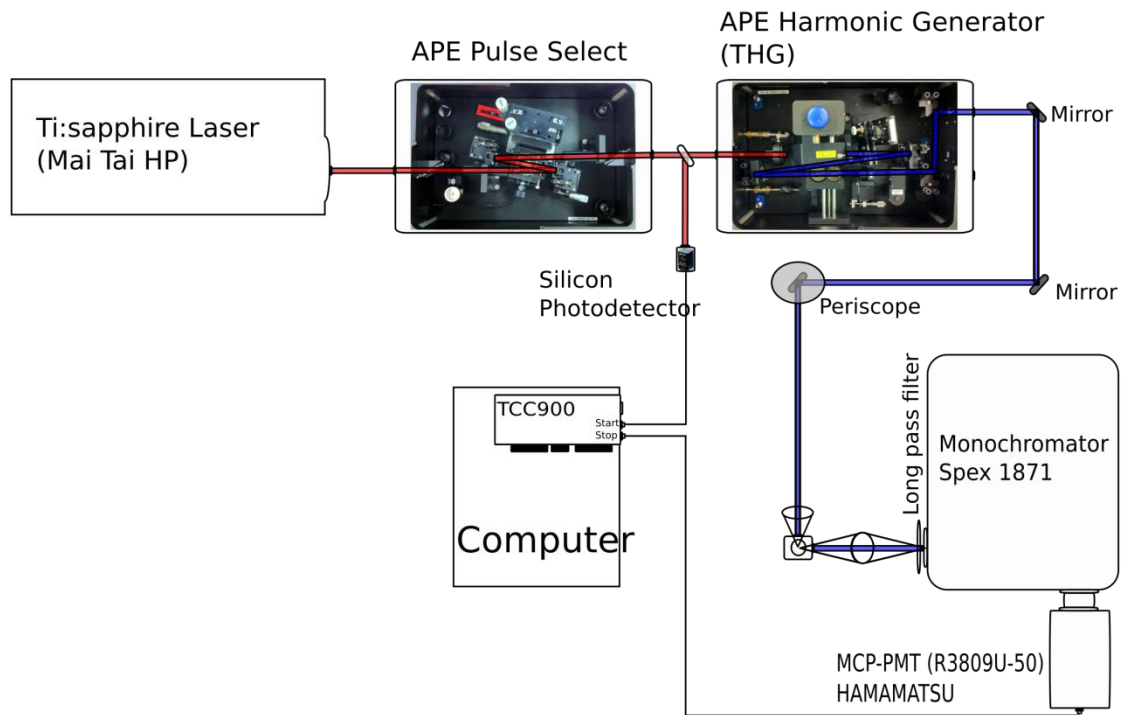 APE Pulse Select
APE Harmonic Generator
(THG)
Ti:sapphire Laser
(Mai Tai HP)
Mirror
Silicon
Photodetector
Periscope
Mirror
TCC900
Start
Stop
Computer
Long pass filter
Monochromator
Spex 1871
MCP-PMT (R3809U-50)
HAMAMATSU